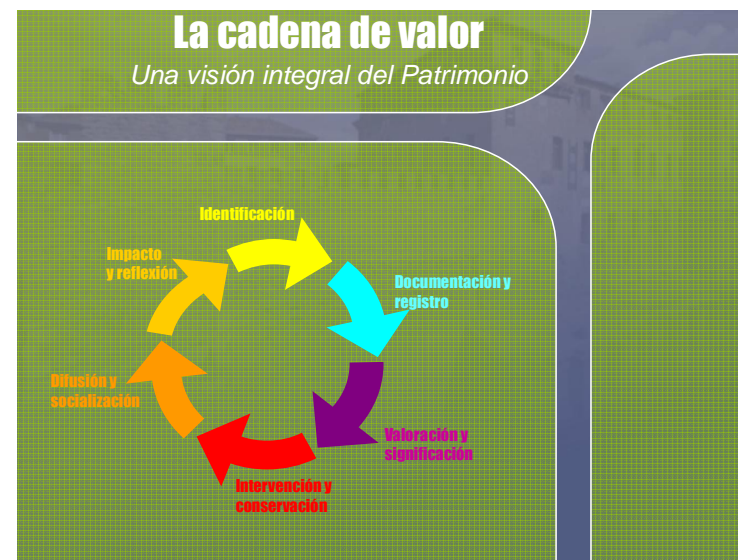 La cadena de valor
Una visión integral del Patrimonio
Identificación
Documentación y
registro
Valoración y
significación
Intervención y
conservación
Difusión y
socialización
Impacto
y reflexión